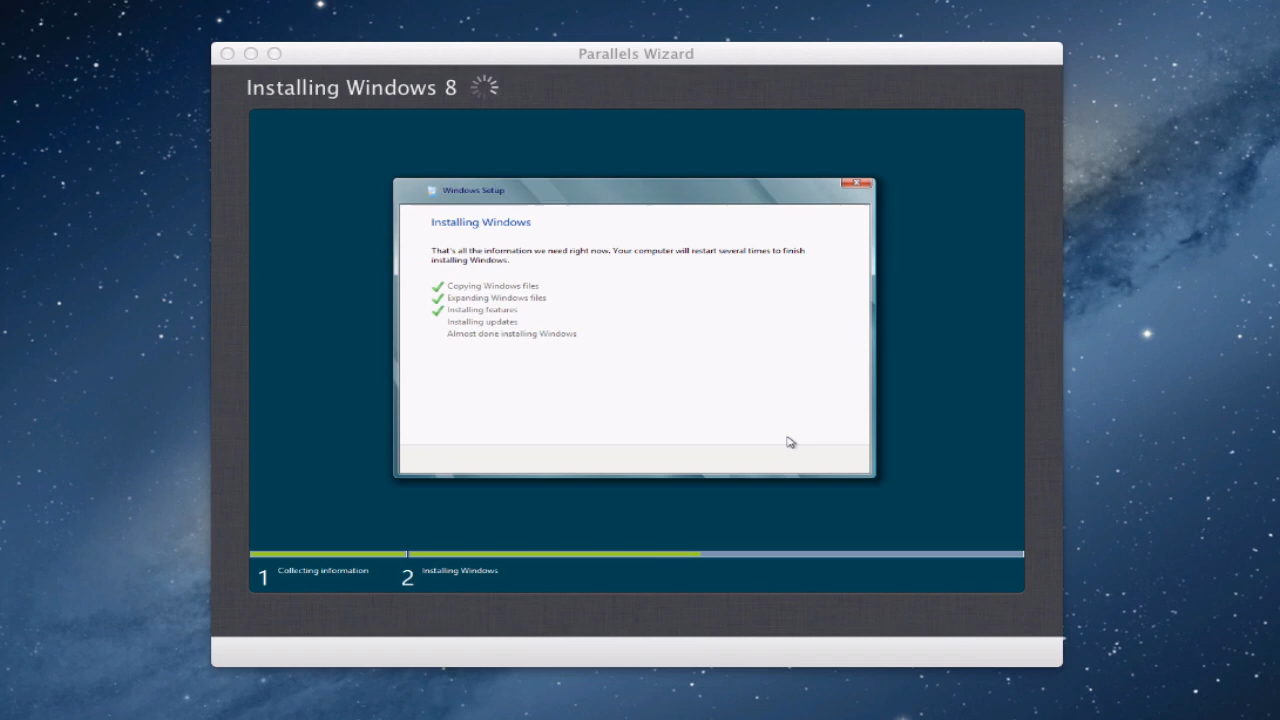 Parallels Wizard
Installing Windows 8
Windows Setup
Installing Windows
That's all the information we need right now. Your computer will restart several times to finish
installing Windows.
Copying Windows files
Expanding Windows files
Installing features
Installing updates
Almost done installing Windows
1 Collecting information
2 Installing Windows